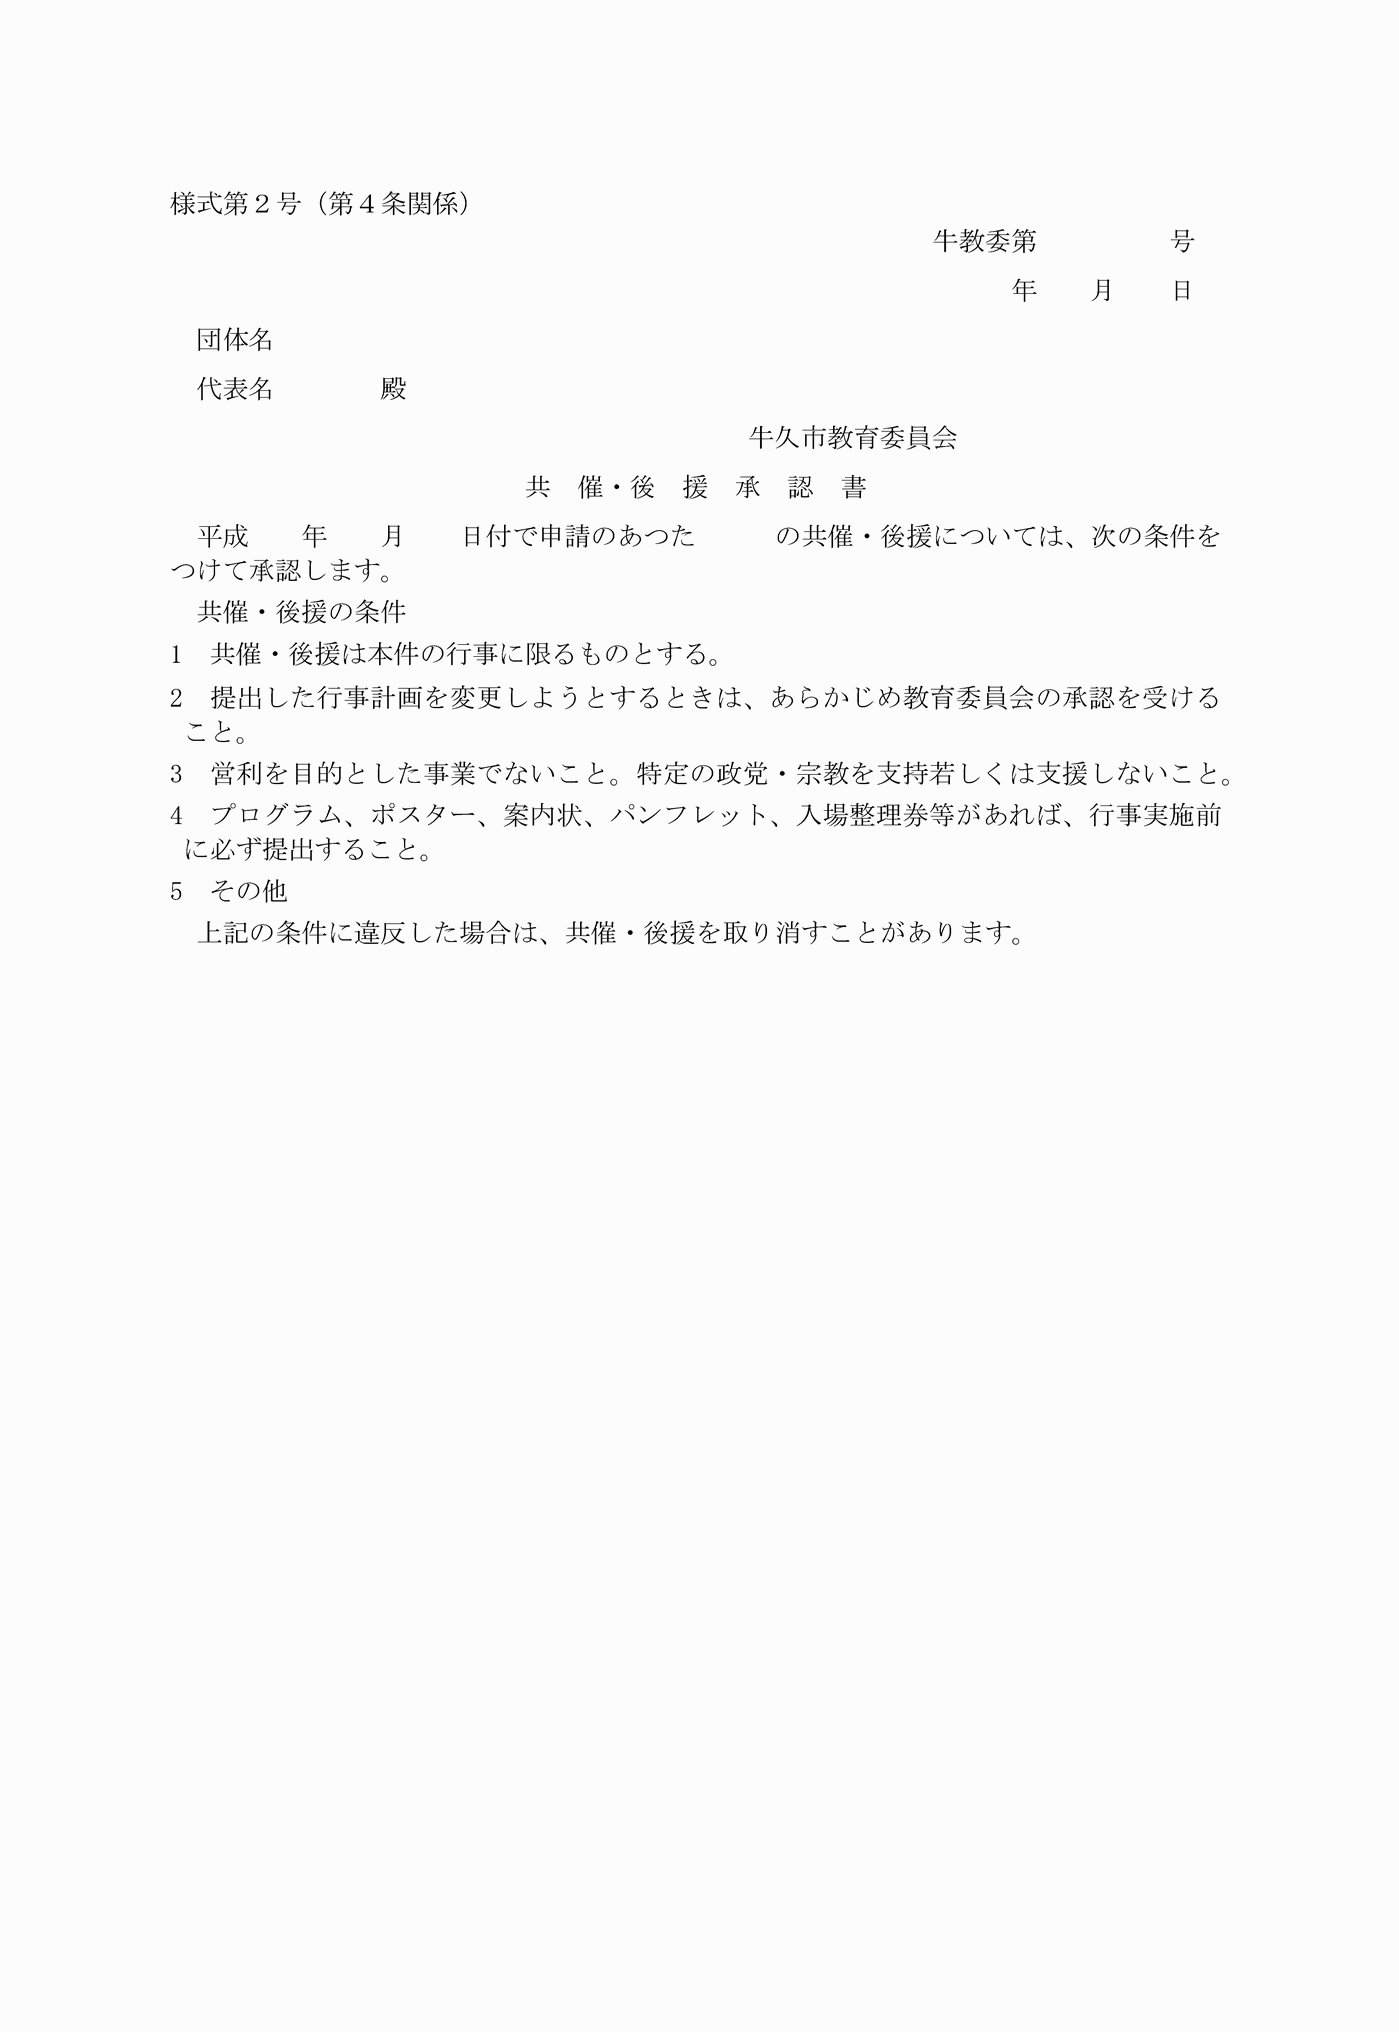 様式第２号（第４条関係）
牛教委第　　　　　号
年　　月　　日
団体名
代表名　　　　殿
牛久市教育委員会
共　催・後　援　承　認　書
平成　　年　　月　　日付で申請のあつた　　　の共催・後援については、次の条件を
つけて承認します。
共催・後援の条件
1　共催・後援は本件の行事に限るものとする。
2　提出した行事計画を変更しようとするときは、あらかじめ教育委員会の承認を受ける
こと。
3　営利を目的とした事業でないこと。特定の政党・宗教を支持若しくは支援しないこと。
4　プログラム、ポスター、案内状、パンフレット、入場整理券等があれば、行事実施前
に必ず提出すること。
5　その他
上記の条件に違反した場合は、共催・後援を取り消すことがあります。